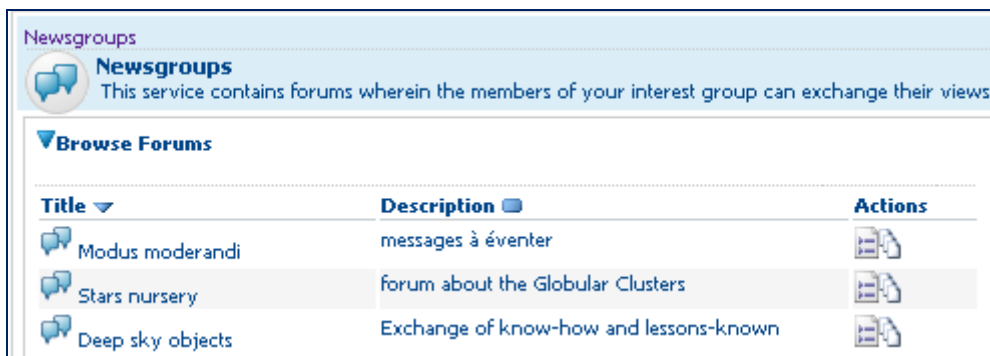 Newsgroups
Newsgroups
This service contains forums wherein the members of your interest group can exchange their views
Browse Forums
Title Description Actions
Modus moderandi messages à éventer
Stars nursery forum about the Globular Clusters
Deep sky objects Exchange of know-how and lessons-known